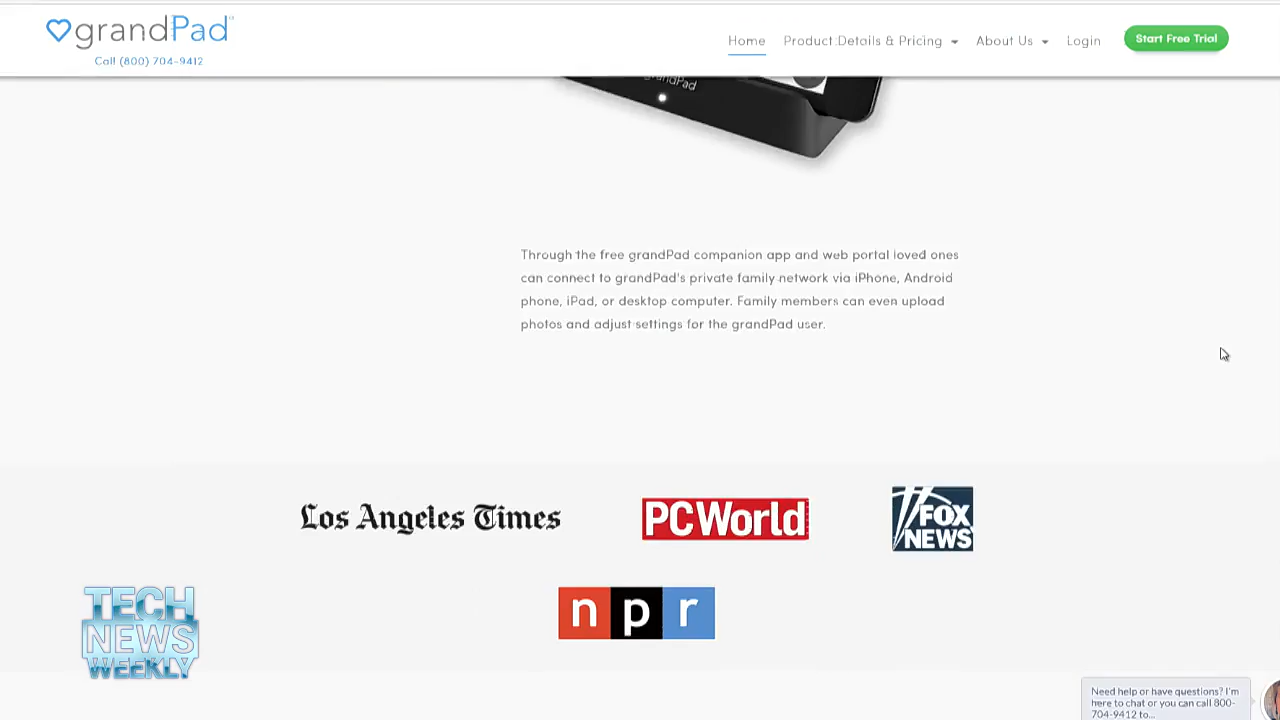 grandPad™
Call (800) 704-9412
Home
Product Details & Pricing
About Us
Login
Start Free Trial
grandPad
Through the free grandPad companion app and web portal loved ones
can connect to grandPad's private family network via iPhone, Android
phone, iPad, or desktop computer. Family members can even upload
photos and adjust settings for the grandPad user.
Los Angeles Times
PCWorld
FOX
NEWS
npr
TECH
NEWS
WEEKLY
Need help or have questions? I'm
here to chat or you can call 800-
704-9412 to...